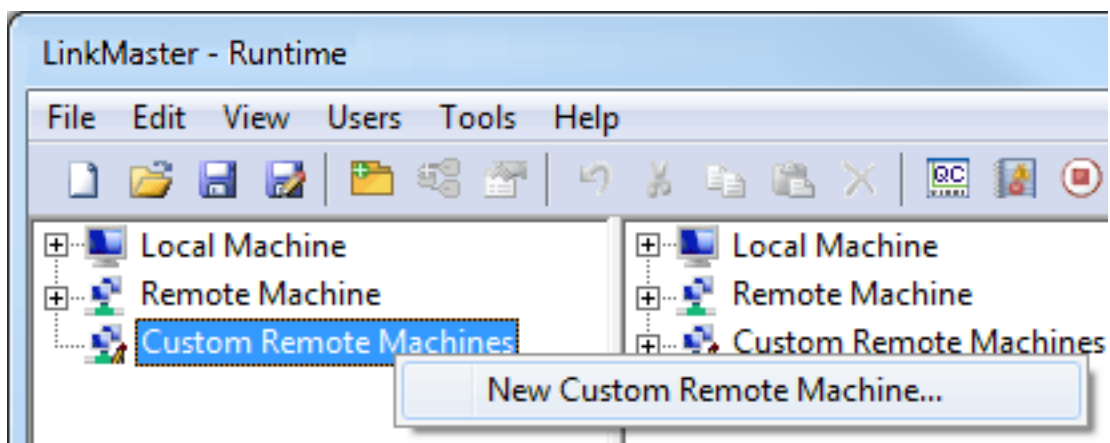 LinkMaster - Runtime
File Edit View Users Tools Help
QC
Local Machine
Remote Machine
Custom Remote Machines
Local Machine
Remote Machine
Custom Remote Machines
New Custom Remote Machine...